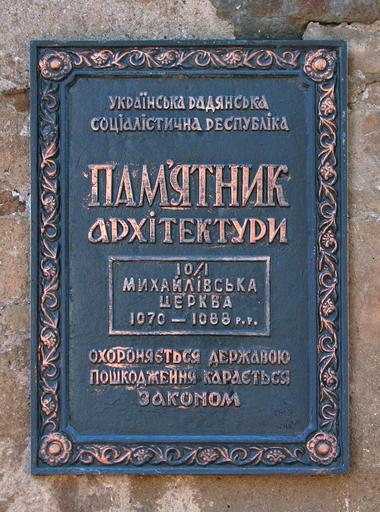 УКРАЇНСЬКА РАДЯНСЬКА
СОЦІАЛІСТИЧНА РЕСПУБЛІКА
ПАМ'ЯТНИК
АРХІТЕКТУРИ
10/1
МИХАЙЛІВСЬКА
ЦЕРКВА
1070 — 1088 Р.Р.
ОХОРОНЯЄТЬСЯ ДЕРЖАВОЮ
ПОШКОДЖЕННЯ КАРАЄТЬСЯ
ЗАКОНОМ